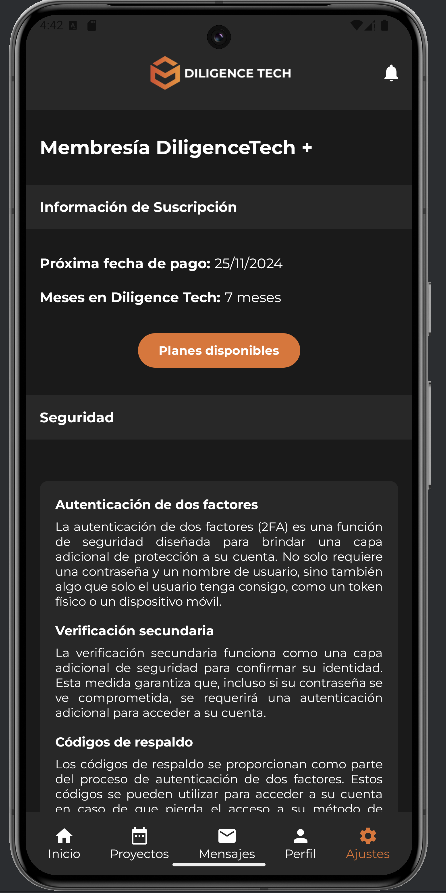 4:42
DILIGENCE TECH
Membresía DiligenceTech +
Información de Suscripción
Próxima fecha de pago: 25/11/2024
Meses en Diligence Tech: 7 meses
Planes disponibles
Seguridad
Autenticación de dos factores
La autenticación de dos factores (2FA) es una función
de seguridad diseñada para brindar una capa
adicional de protección a su cuenta. No solo requiere
una contraseña y un nombre de usuario, sino también
algo que solo el usuario tenga consigo, como un token
físico o un dispositivo móvil.
Verificación secundaria
La verificación secundaria funciona como una capa
adicional de seguridad para confirmar su identidad.
Esta medida garantiza que, incluso si su contraseña se
ve comprometida, se requerirá una autenticación
adicional para acceder a su cuenta.
Códigos de respaldo
Los códigos de respaldo se proporcionan como parte
del proceso de autenticación de dos factores. Estos
códigos se pueden utilizar para acceder a su cuenta
en caso de que pierda el acceso a su método de
Inicio
Proyectos
Mensajes
Perfil
Ajustes